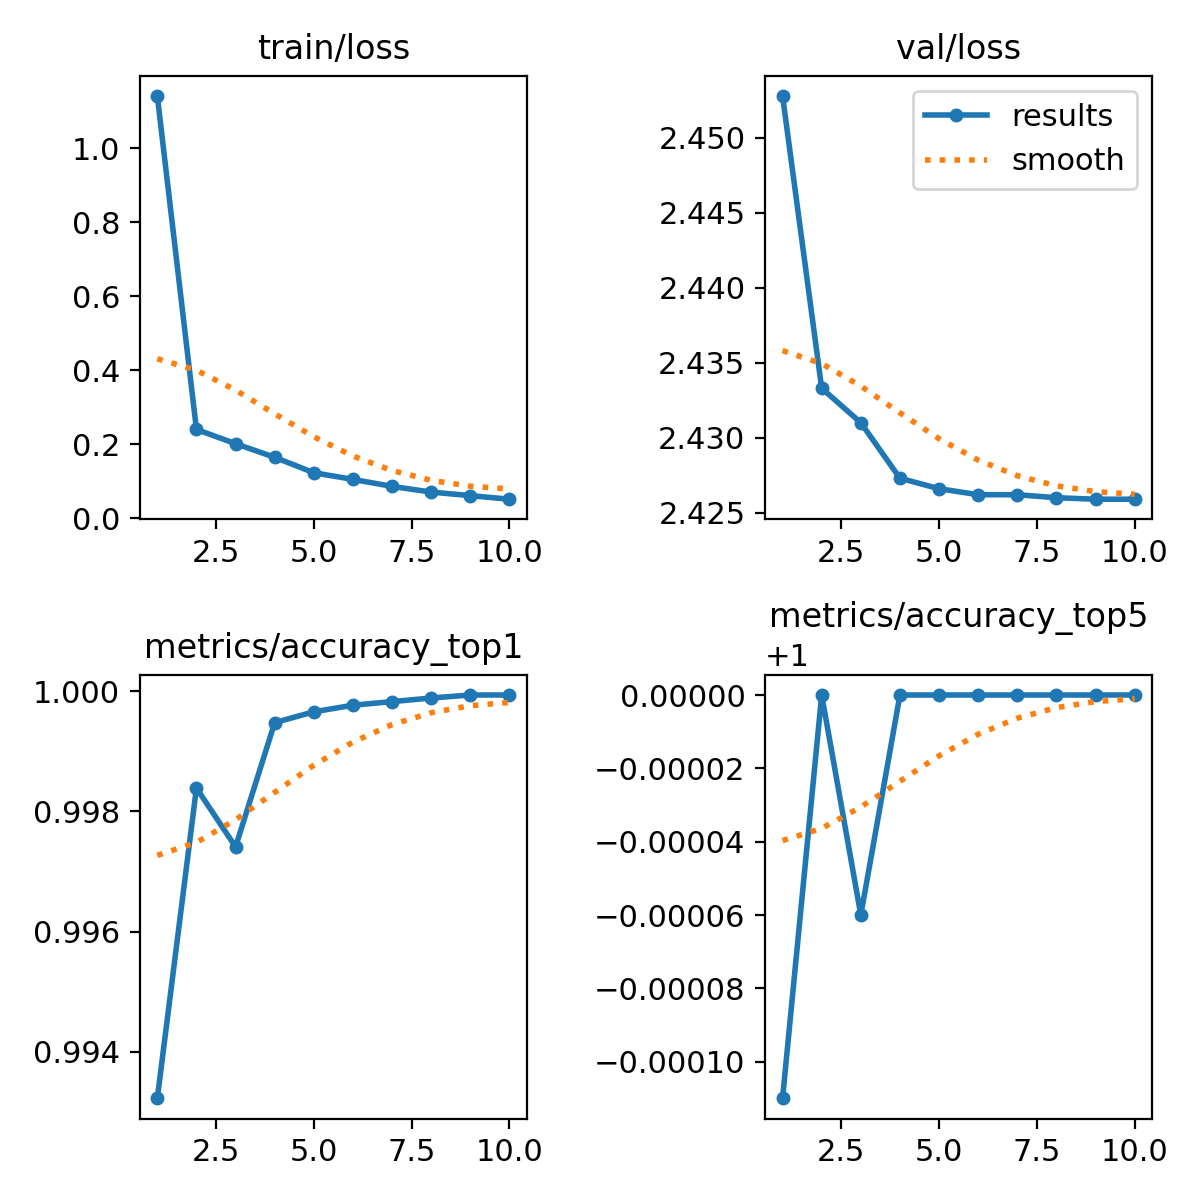 train/loss
1.0
0.8
0.6
0.4
0.2
0.0
2.5 5.0 7.5 10.0
val/loss
results
smooth
2.450
2.445
2.440
2.435
2.430
2.425
2.5 5.0 7.5 10.0
metrics/accuracy_top1
1.000
0.998
0.996
0.994
2.5 5.0 7.5 10.0
metrics/accuracy_top5
+1
0.00000
−0.00002
−0.00004
−0.00006
−0.00008
−0.00010
2.5 5.0 7.5 10.0